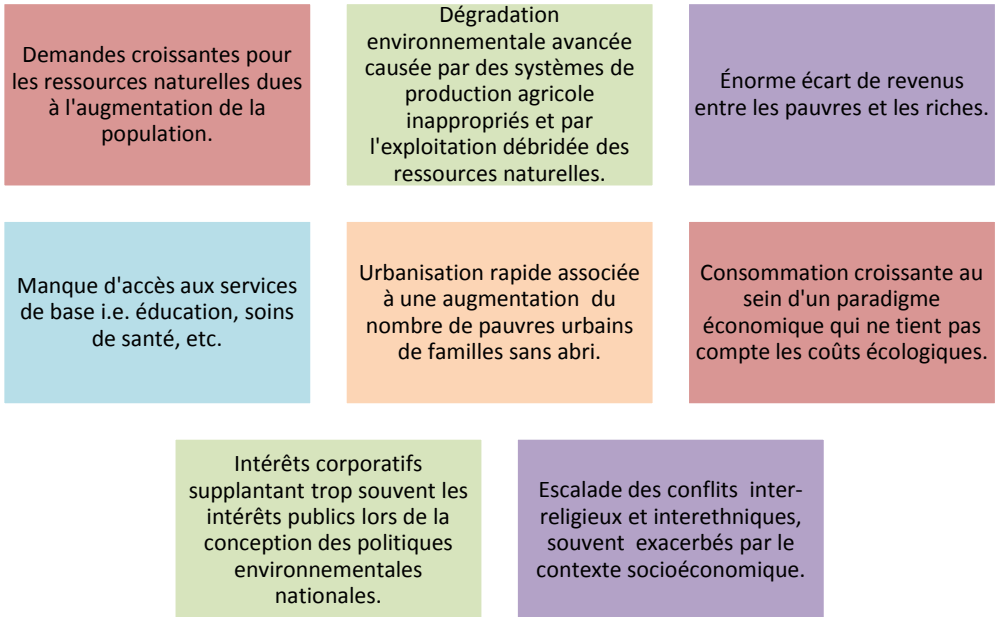 Demandes croissantes pour
les ressources naturelles dues
à l'augmentation de la
population.
Dégradation
environnementale avancée
causée par des systèmes de
production agricole
inappropriés et par
l'exploitation débridée des
ressources naturelles.
Énorme écart de revenus
entre les pauvres et les riches.
Manque d'accès aux services
de base i.e. éducation, soins
de santé, etc.
Urbanisation rapide associée
à une augmentation du
nombre de pauvres urbains
de familles sans abri.
Consommation croissante au
sein d'un paradigme
économique qui ne tient pas
compte les coûts écologiques.
Intérêts corporatifs
supplantant trop souvent les
intérêts publics lors de la
conception des politiques
environnementales
nationales.
Escalade des conflits inter-
religieux et interethniques,
souvent exacerbés par le
contexte socioéconomique.